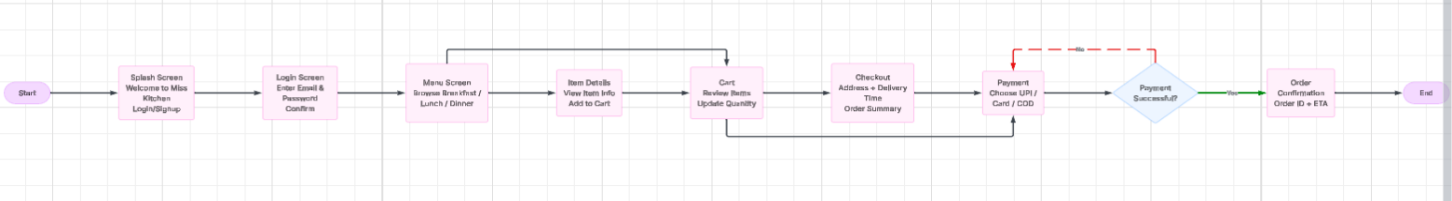 Start
Splash Screen
Welcome to Miss
Kitchen
Login/Signup
Login Screen
Enter Email &
Password
Confirm
Menu Screen
Browse Breakfast /
Lunch / Dinner
Item Details
View Item Info
Add to Cart
Cart
Review Items
Update Quantity
Checkout
Address + Delivery
Time
Order Summary
Payment
Choose UPI /
Card / COD
No
Payment
Successful?
Yes
Order
Confirmation
Order ID + ETA
End